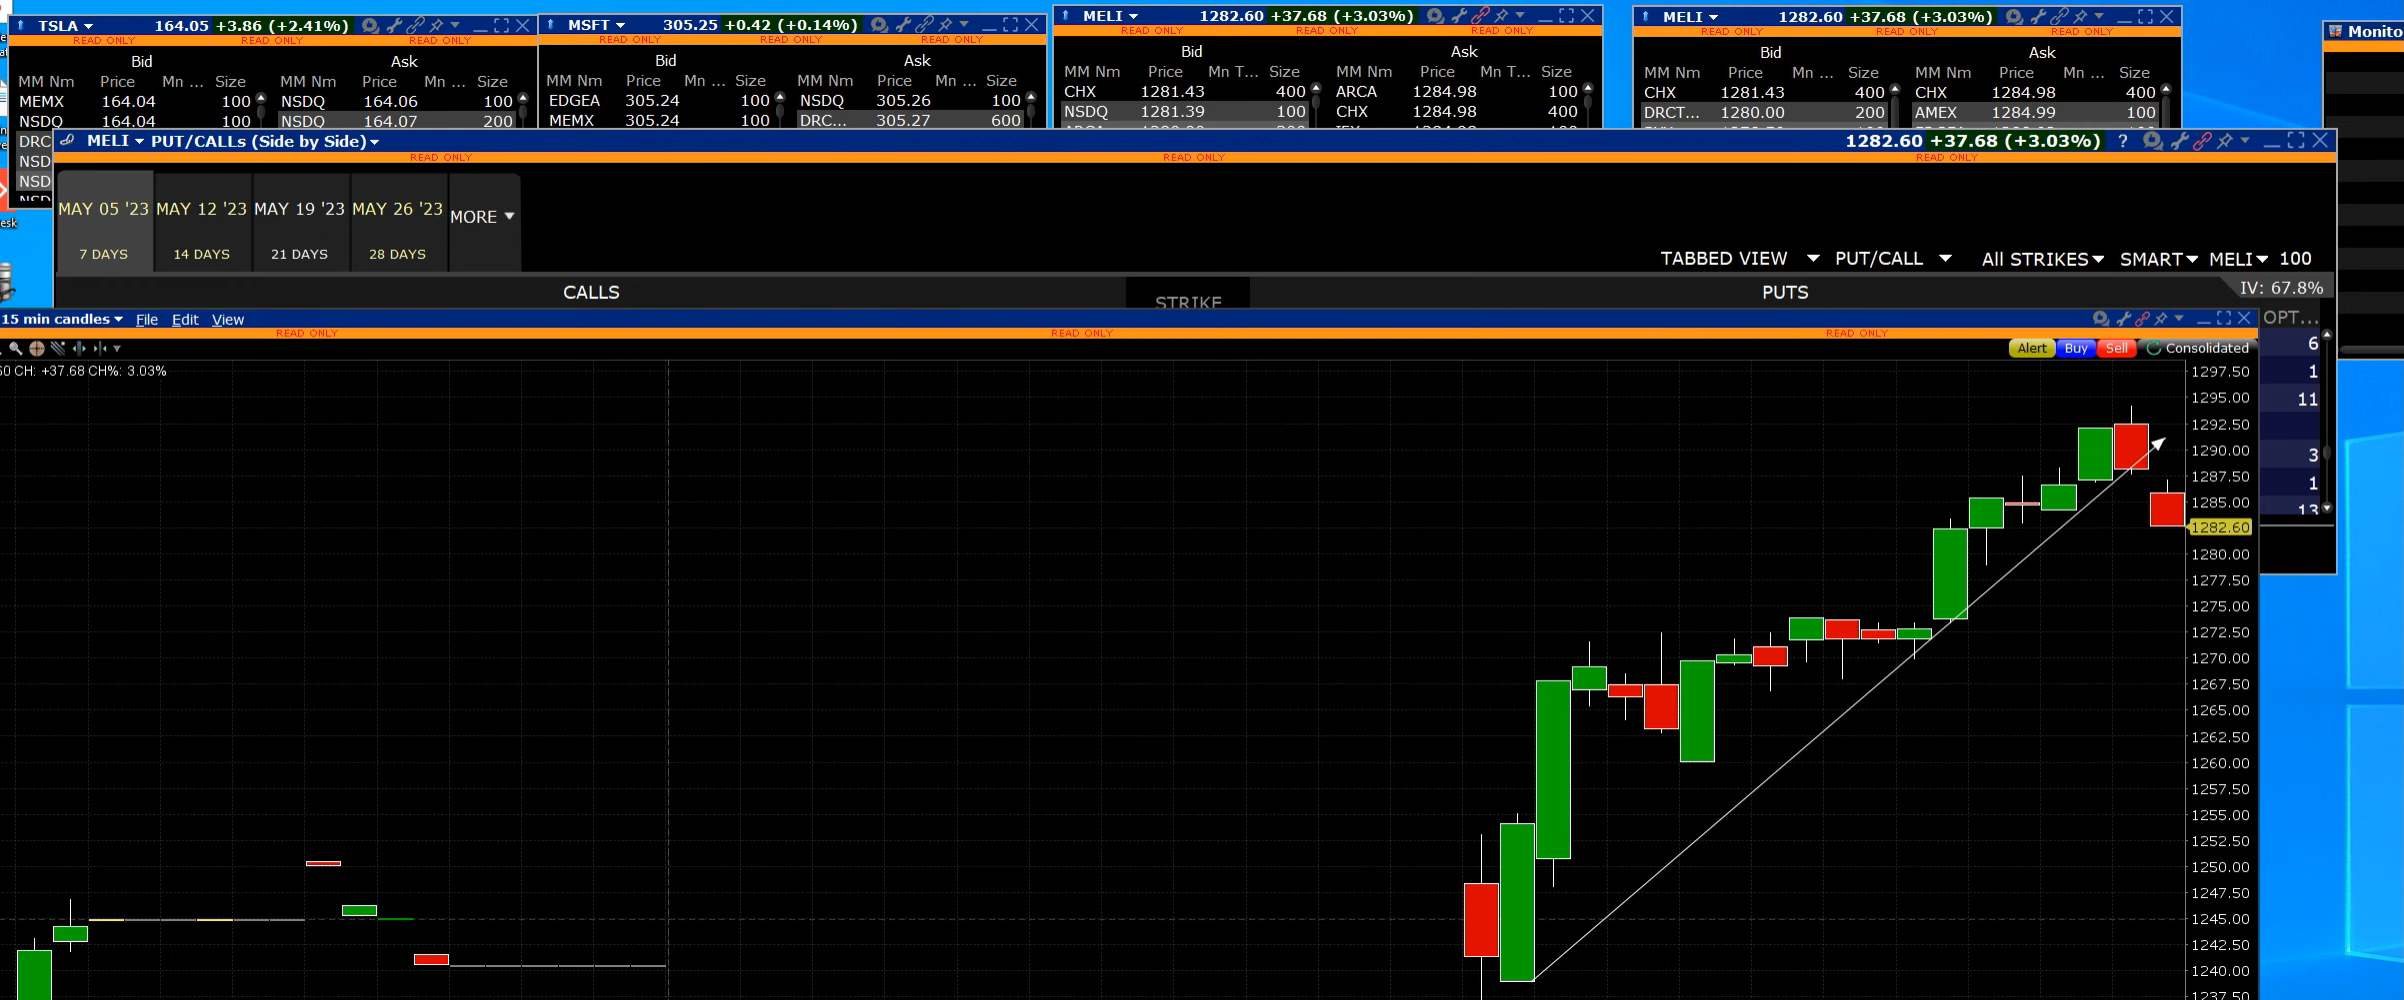 TSLA 164.05 +3.86 (+2.41%)
READ ONLY READ ONLY READ ONLY
Bid Ask
MM Nm Price Mn ... Size MM Nm Price Mn ... Size
MEMX 164.04 100 NSDQ 164.06 100
NSDQ 164.04 100 NSDQ 164.07 200
DRC
NSD
NSD
NSD
MSFT 305.25 +0.42 (+0.14%)
READ ONLY READ ONLY READ ONLY
Bid Ask
MM Nm Price Mn ... Size MM Nm Price Mn ... Size
EDGEA 305.24 100 NSDQ 305.26 100
MEMX 305.24 100 DRC... 305.27 600
MELI 1282.60 +37.68 (+3.03%)
READ ONLY READ ONLY READ ONLY
Bid Ask
MM Nm Price Mn T... Size MM Nm Price Mn T... Size
CHX 1281.43 400 ARCA 1284.98 100
NSDQ 1281.39 100 CHX 1284.98 400
MELI 1282.60 +37.68 (+3.03%)
READ ONLY READ ONLY READ ONLY
Bid Ask
MM Nm Price Mn ... Size MM Nm Price Mn ... Size
CHX 1281.43 400 CHX 1284.98 400
DRCT... 1280.00 200 AMEX 1284.99 100
Monito
esk
MELI PUT/CALLs (Side by Side) 1282.60 +37.68 (+3.03%) ?
READ ONLY READ ONLY READ ONLY
MAY 05 '23 MAY 12 '23 MAY 19 '23 MAY 26 '23 MORE
7 DAYS 14 DAYS 21 DAYS 28 DAYS
TABBED VIEW PUT/CALL All STRIKES SMART MELI 100
CALLS STRIKE PUTS IV: 67.8%
OPT...
6
1
11
3
1
13
15 min candles File Edit View
READ ONLY READ ONLY READ ONLY
Alert Buy Sell Consolidated
60 CH: +37.68 CH%: 3.03%
1297.50
1295.00
1292.50
1290.00
1287.50
1285.00
1282.60
1280.00
1277.50
1275.00
1272.50
1270.00
1267.50
1265.00
1262.50
1260.00
1257.50
1255.00
1252.50
1250.00
1247.50
1245.00
1242.50
1240.00
1237.50